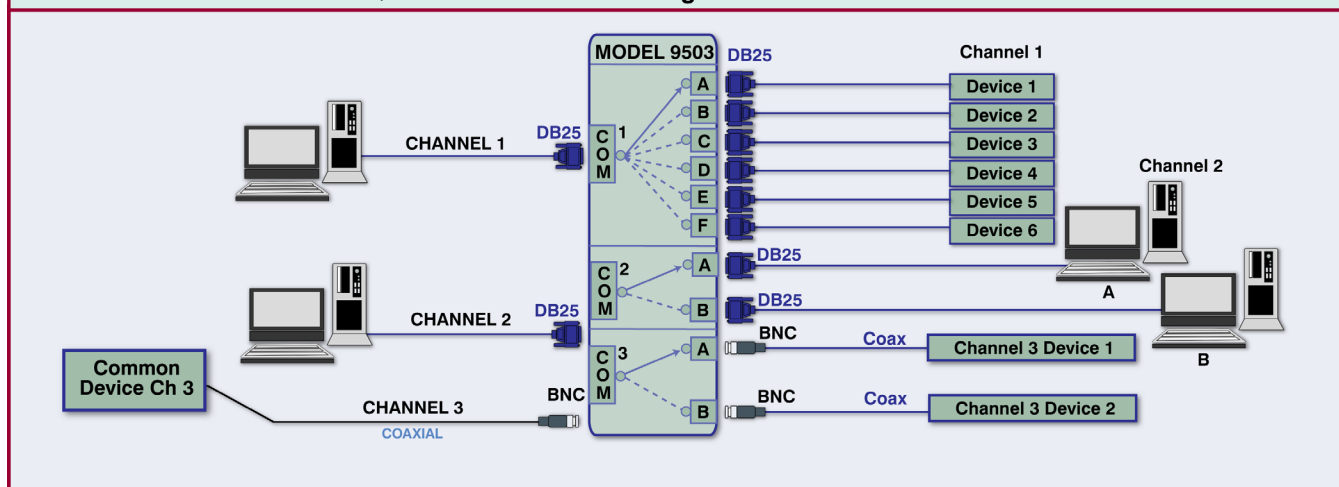 MODEL 9503
DB25
Channel 1
A
Device 1
B
Device 2
C
Device 3
D
Device 4
E
Device 5
F
Device 6
CHANNEL 1
DB25
COM
1
Channel 2
A
B
CHANNEL 2
DB25
COM
2
A
DB25
B
DB25
Common
Device Ch 3
CHANNEL 3
COAXIAL
BNC
COM
3
A
BNC
Coax
Channel 3 Device 1
B
BNC
Coax
Channel 3 Device 2